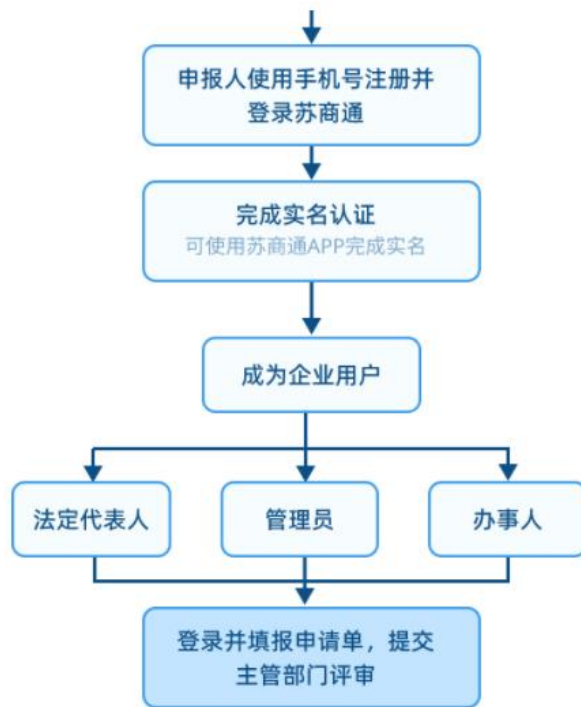 申报人使用手机号注册并
登录苏商通
完成实名认证
可使用苏商通APP完成实名
成为企业用户
法定代表人
管理员
办事人
登录并填报申请单，提交
主管部门评审